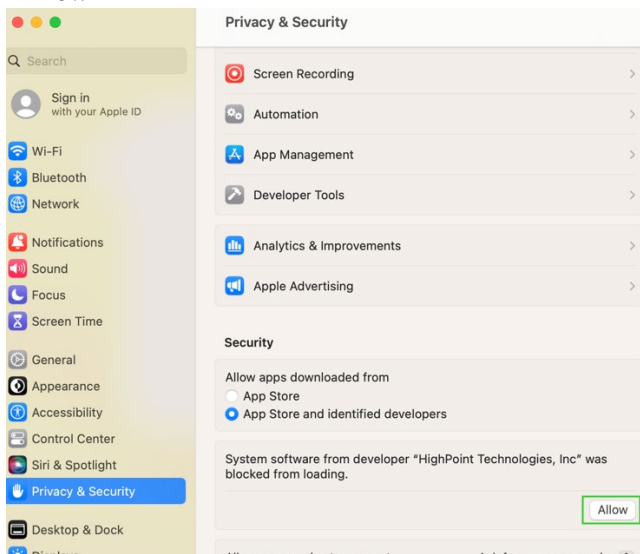 Privacy & Security
Search
Sign in
with your Apple ID
Wi-Fi
Bluetooth
Network
Notifications
Sound
Focus
Screen Time
General
Appearance
Accessibility
Control Center
Siri & Spotlight
Privacy & Security
Desktop & Dock
Screen Recording
Automation
App Management
Developer Tools
Analytics & Improvements
Apple Advertising
Security
Allow apps downloaded from
App Store
App Store and identified developers
System software from developer “HighPoint Technologies, Inc” was
blocked from loading.
Allow